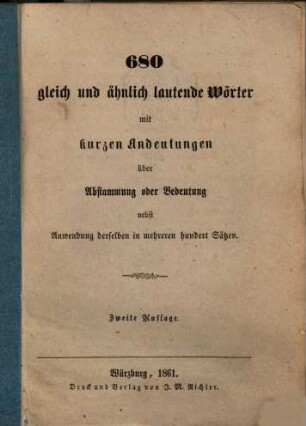 680
gleich und ähnlich lautende Wörter
mit
kurzen Andeutungen
über
Abstammung oder Bedeutung
nebst
Anwendung derselben in mehreren hundert Sätzen.
Zweite Auflage.
Würzburg, 1861.
Druck und Verlag von J. M. Richter.